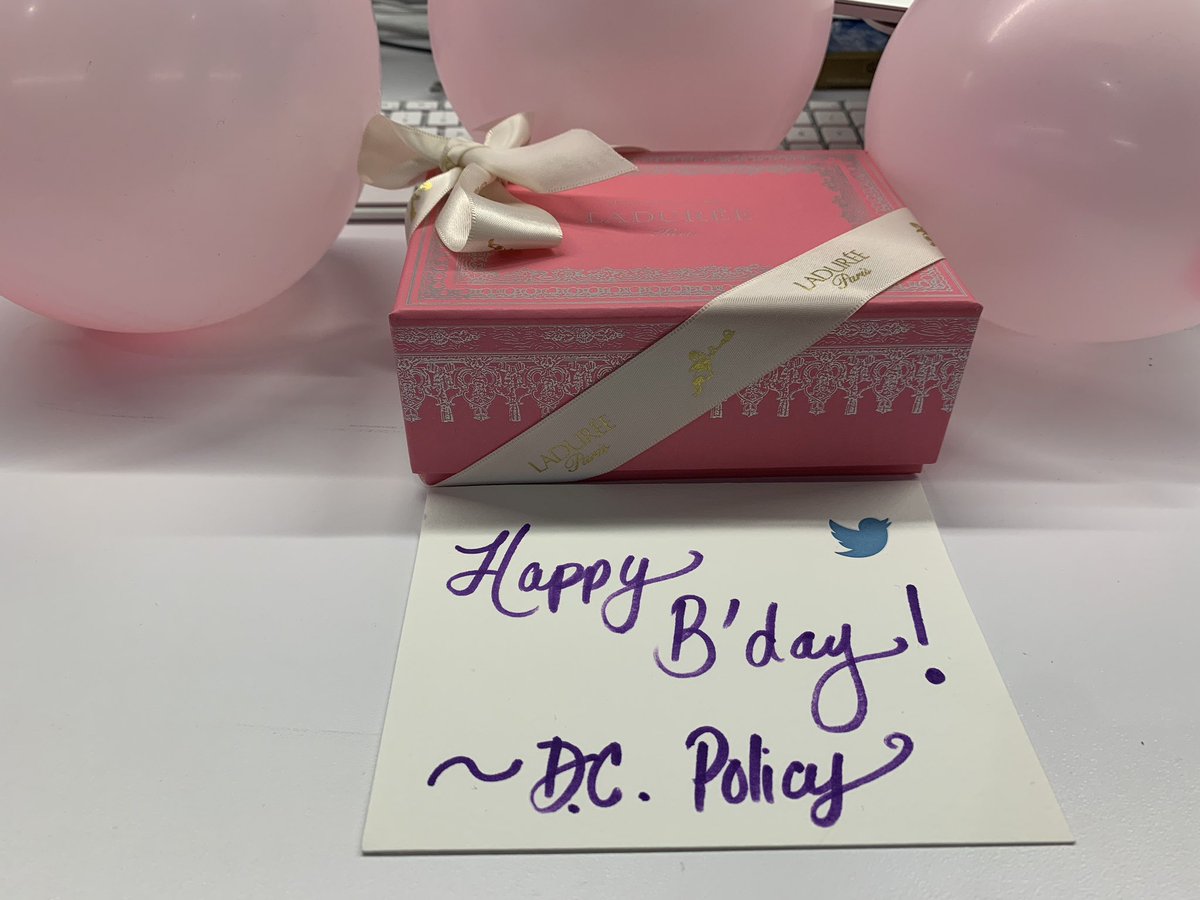 LADURÉE
Paris
LADURÉE
Paris
LADURÉE
Paris
Happy
B'day!
~D.C. Policy